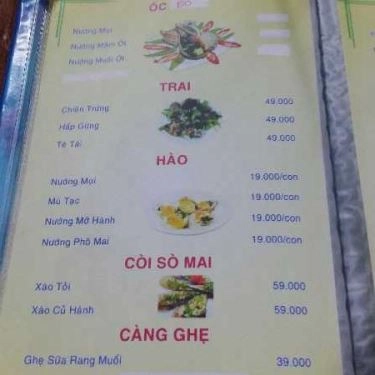 ỐC ĐỎ
Nướng Mọi
Nướng Mắm Ớt
Nướng Muối Ớt
TRAI
Chiên Trứng 49.000
Hấp Gừng 49.000
Tê Tái 49.000
HÀO
Nướng Mọi 19.000/con
Mù Tạc 19.000/con
Nướng Mỡ Hành 19.000/con
Nướng Phô Mai 19.000/con
CÒI SÒ MAI
Xào Tỏi 59.000
Xào Củ Hành 59.000
CÀNG GHẸ
Ghẹ Sữa Rang Muối 39.000